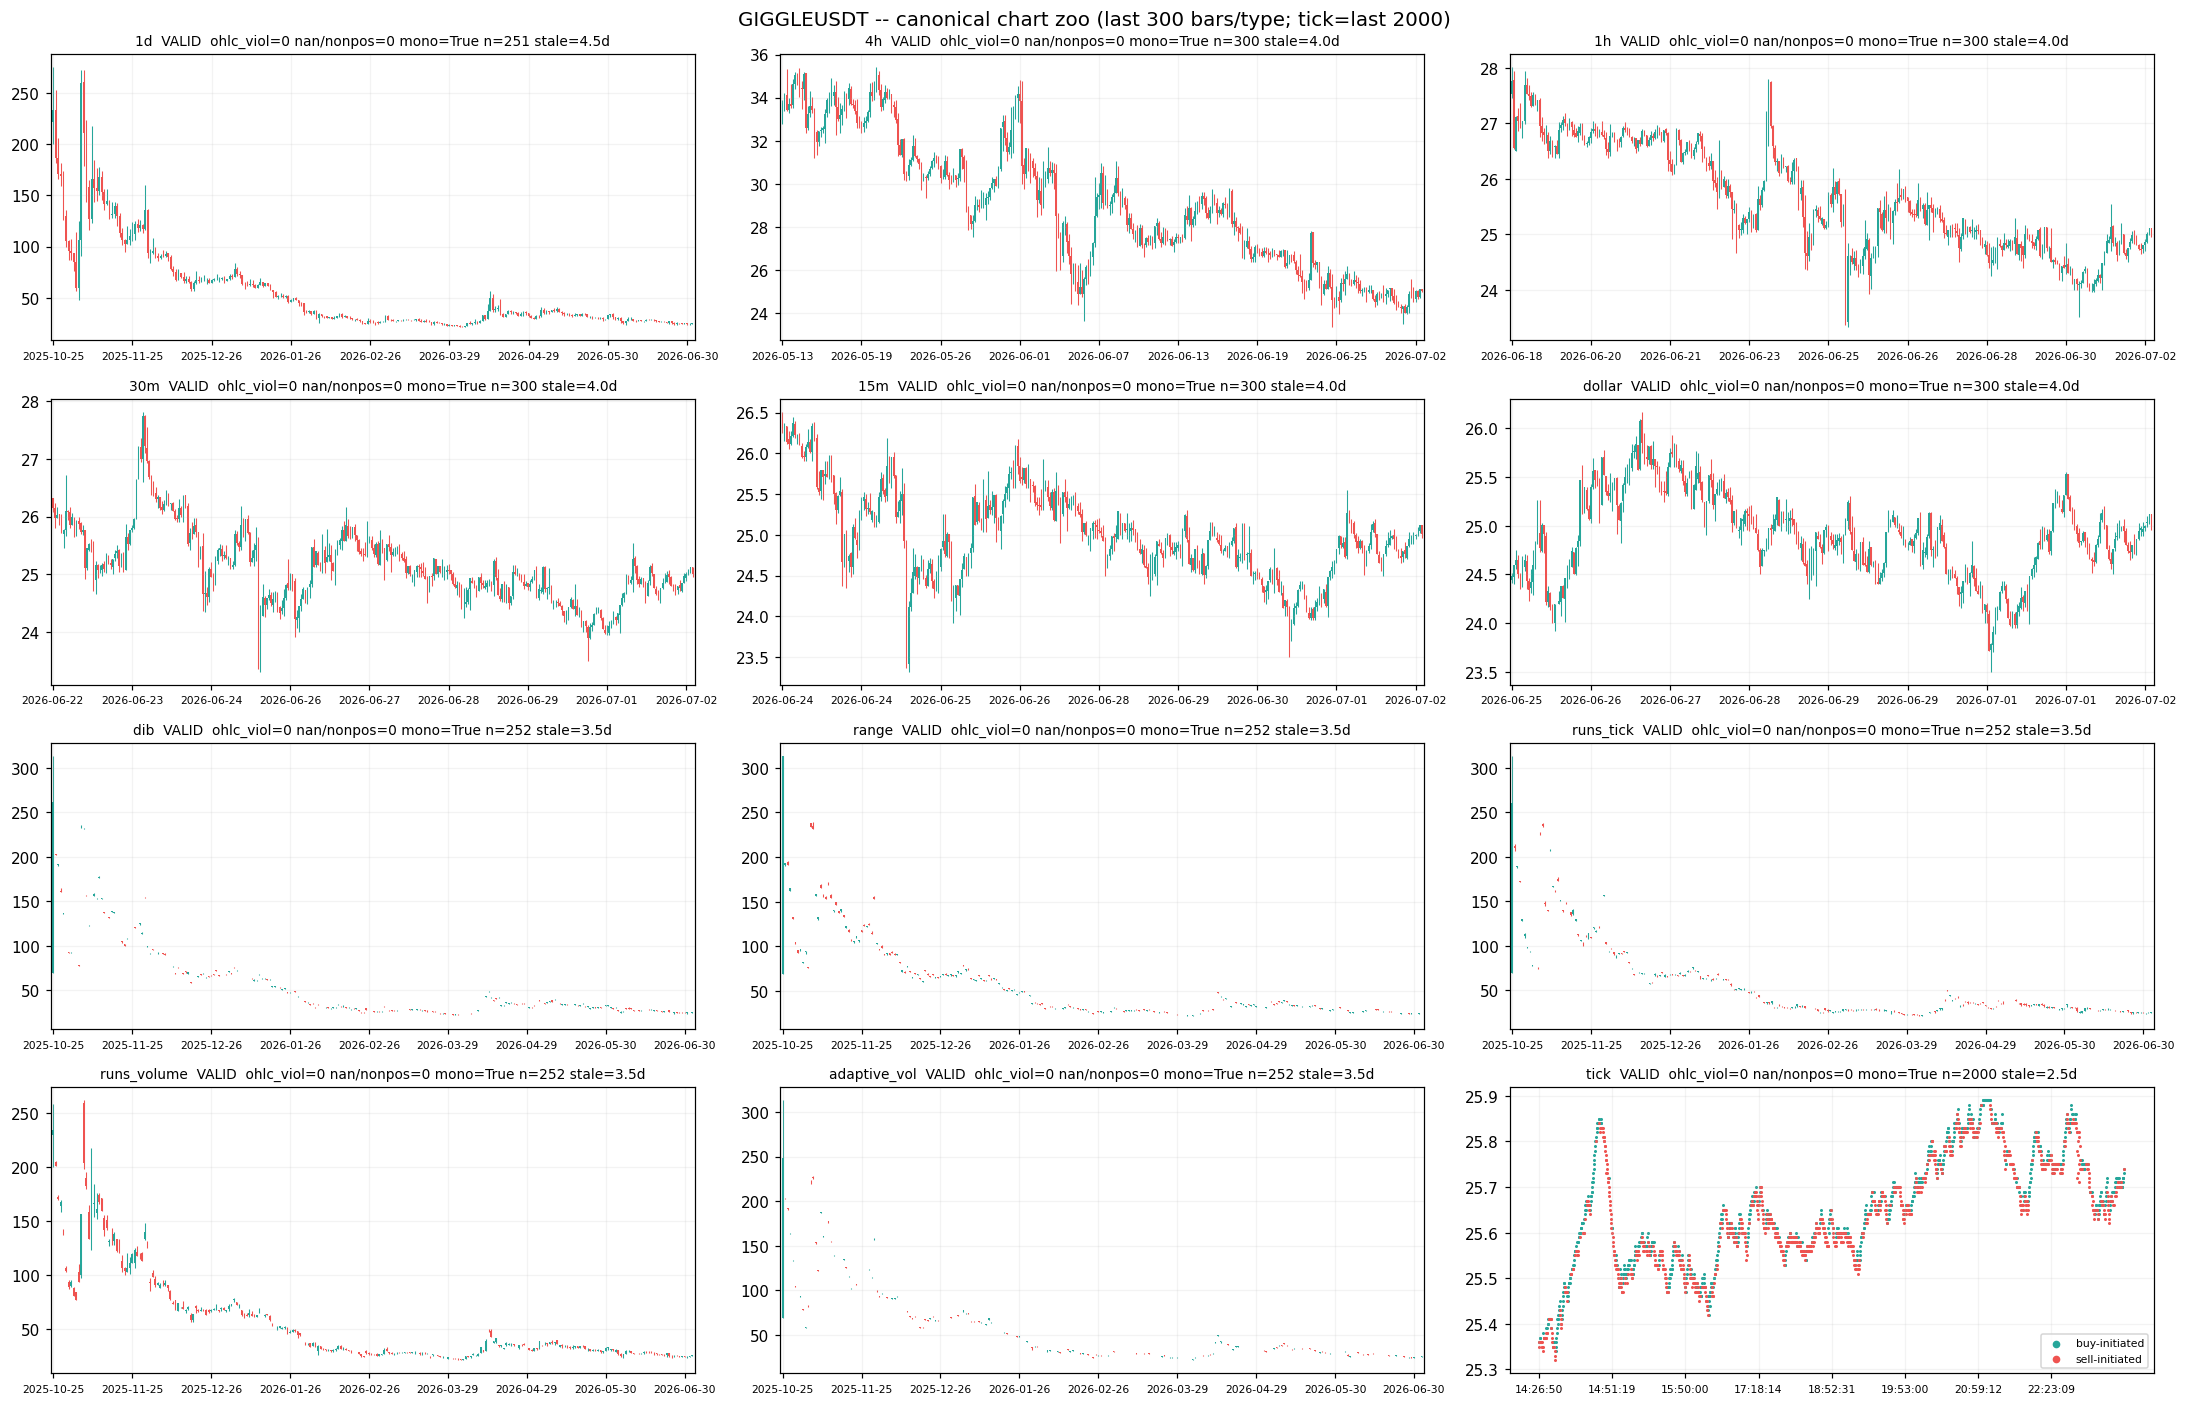 GIGGLEUSDT -- canonical chart zoo (last 300 bars/type; tick=last 2000)
1d  VALID  ohlc_viol=0 nan/nonpos=0 mono=True n=251 stale=4.5d
250
200
150
100
50
2025-10-25 2025-11-25 2025-12-26 2026-01-26 2026-02-26 2026-03-29 2026-04-29 2026-05-30 2026-06-30
4h  VALID  ohlc_viol=0 nan/nonpos=0 mono=True n=300 stale=4.0d
36
34
32
30
28
26
24
2026-05-13 2026-05-19 2026-05-26 2026-06-01 2026-06-07 2026-06-13 2026-06-19 2026-06-25 2026-07-02
1h  VALID  ohlc_viol=0 nan/nonpos=0 mono=True n=300 stale=4.0d
28
27
26
25
24
2026-06-18 2026-06-20 2026-06-21 2026-06-23 2026-06-25 2026-06-26 2026-06-28 2026-06-30 2026-07-02
30m  VALID  ohlc_viol=0 nan/nonpos=0 mono=True n=300 stale=4.0d
28
27
26
25
24
2026-06-22 2026-06-23 2026-06-24 2026-06-26 2026-06-27 2026-06-28 2026-06-29 2026-07-01 2026-07-02
15m  VALID  ohlc_viol=0 nan/nonpos=0 mono=True n=300 stale=4.0d
26.5
26.0
25.5
25.0
24.5
24.0
23.5
2026-06-24 2026-06-24 2026-06-25 2026-06-26 2026-06-28 2026-06-29 2026-06-30 2026-07-01 2026-07-02
dollar  VALID  ohlc_viol=0 nan/nonpos=0 mono=True n=300 stale=4.0d
26.0
25.5
25.0
24.5
24.0
23.5
2026-06-25 2026-06-26 2026-06-27 2026-06-28 2026-06-29 2026-06-29 2026-07-01 2026-07-01 2026-07-02
dib  VALID  ohlc_viol=0 nan/nonpos=0 mono=True n=252 stale=3.5d
300
250
200
150
100
50
2025-10-25 2025-11-25 2025-12-26 2026-01-26 2026-02-26 2026-03-29 2026-04-29 2026-05-30 2026-06-30
range  VALID  ohlc_viol=0 nan/nonpos=0 mono=True n=252 stale=3.5d
300
250
200
150
100
50
2025-10-25 2025-11-25 2025-12-26 2026-01-26 2026-02-26 2026-03-29 2026-04-29 2026-05-30 2026-06-30
runs_tick  VALID  ohlc_viol=0 nan/nonpos=0 mono=True n=252 stale=3.5d
300
250
200
150
100
50
2025-10-25 2025-11-25 2025-12-26 2026-01-26 2026-02-26 2026-03-29 2026-04-29 2026-05-30 2026-06-30
runs_volume  VALID  ohlc_viol=0 nan/nonpos=0 mono=True n=252 stale=3.5d
250
200
150
100
50
2025-10-25 2025-11-25 2025-12-26 2026-01-26 2026-02-26 2026-03-29 2026-04-29 2026-05-30 2026-06-30
adaptive_vol  VALID  ohlc_viol=0 nan/nonpos=0 mono=True n=252 stale=3.5d
300
250
200
150
100
50
2025-10-25 2025-11-25 2025-12-26 2026-01-26 2026-02-26 2026-03-29 2026-04-29 2026-05-30 2026-06-30
tick  VALID  ohlc_viol=0 nan/nonpos=0 mono=True n=2000 stale=2.5d
25.9
25.8
25.7
25.6
25.5
25.4
25.3
buy-initiated
sell-initiated
14:26:50 14:51:19 15:50:00 17:18:14 18:52:31 19:53:00 20:59:12 22:23:09